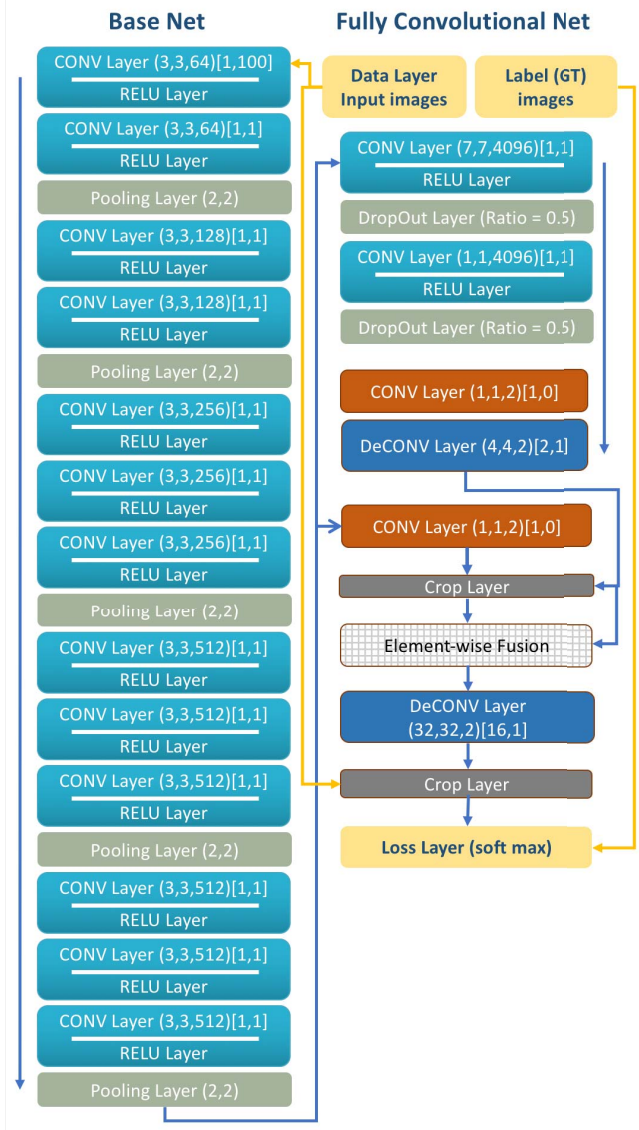 Base Net
CONV Layer (3,3,64)[1,100]
RELU Layer
CONV Layer (3,3,64)[1,1]
RELU Layer
Pooling Layer (2,2)
CONV Layer (3,3,128)[1,1]
RELU Layer
CONV Layer (3,3,128)[1,1]
RELU Layer
Pooling Layer (2,2)
CONV Layer (3,3,256)[1,1]
RELU Layer
CONV Layer (3,3,256)[1,1]
RELU Layer
CONV Layer (3,3,256)[1,1]
RELU Layer
Pooling Layer (2,2)
CONV Layer (3,3,512)[1,1]
RELU Layer
CONV Layer (3,3,512)[1,1]
RELU Layer
CONV Layer (3,3,512)[1,1]
RELU Layer
Pooling Layer (2,2)
CONV Layer (3,3,512)[1,1]
RELU Layer
CONV Layer (3,3,512)[1,1]
RELU Layer
CONV Layer (3,3,512)[1,1]
RELU Layer
Pooling Layer (2,2)
Fully Convolutional Net
Data Layer
Input images
Label (GT)
images
CONV Layer (7,7,4096)[1,1]
RELU Layer
DropOut Layer (Ratio = 0.5)
CONV Layer (1,1,4096)[1,1]
RELU Layer
DropOut Layer (Ratio = 0.5)
CONV Layer (1,1,2)[1,0]
DeCONV Layer (4,4,2)[2,1]
CONV Layer (1,1,2)[1,0]
Crop Layer
Element-wise Fusion
DeCONV Layer
(32,32,2)[16,1]
Crop Layer
Loss Layer (soft max)